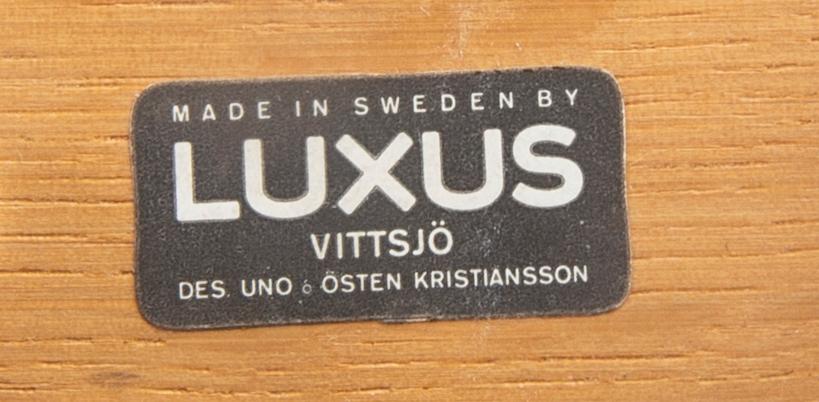 MADE IN SWEDEN BY
LUXUS
VITTSJÖ
DES. UNO & ÖSTEN KRISTIANSSON